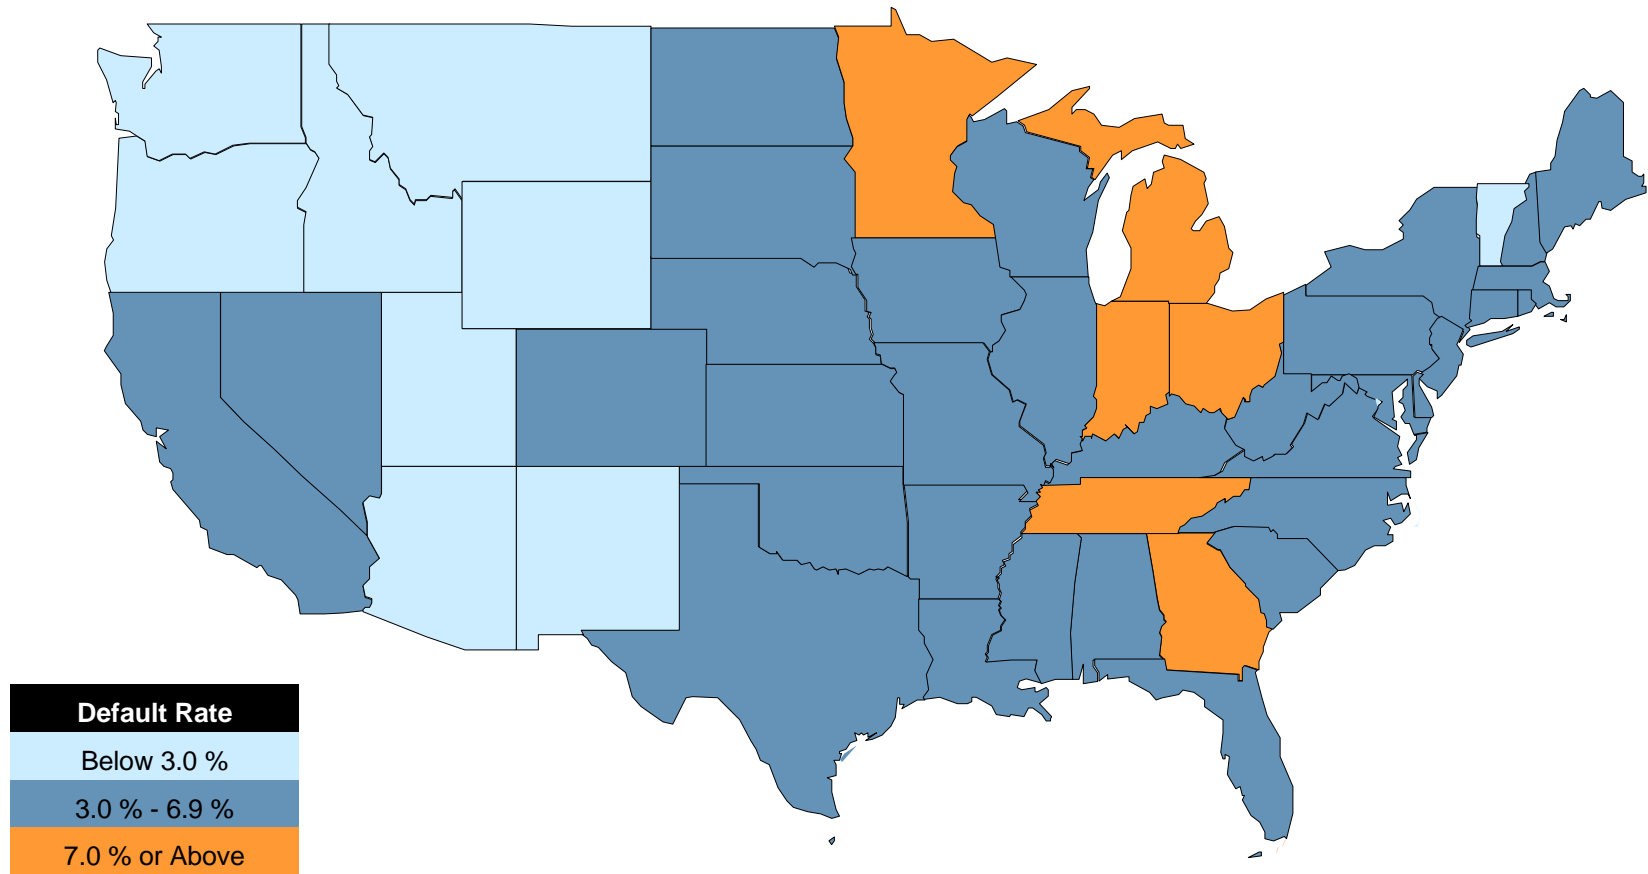 Default Rate
Below 3.0 %
3.0 % - 6.9 %
7.0 % or Above